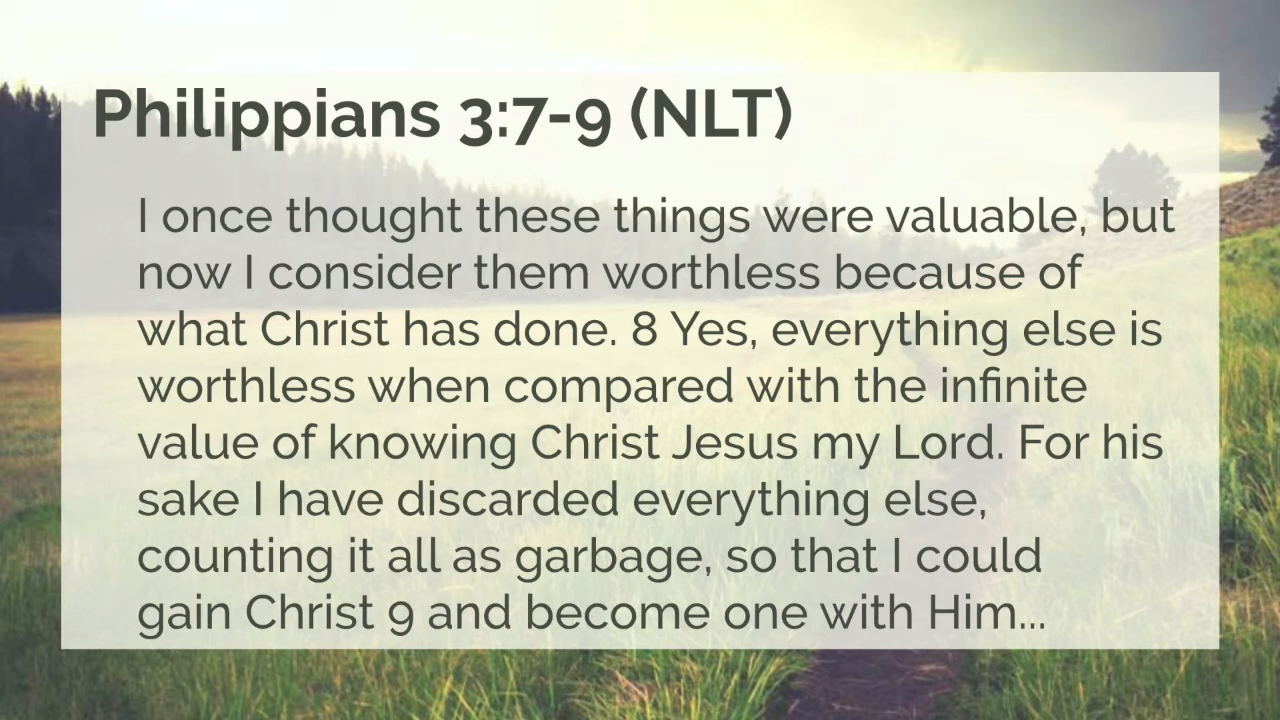 Philippians 3:7-9 (NLT)
I once thought these things were valuable, but
now I consider them worthless because of
what Christ has done. 8 Yes, everything else is
worthless when compared with the infinite
value of knowing Christ Jesus my Lord. For his
sake I have discarded everything else,
counting it all as garbage, so that I could
gain Christ 9 and become one with Him...